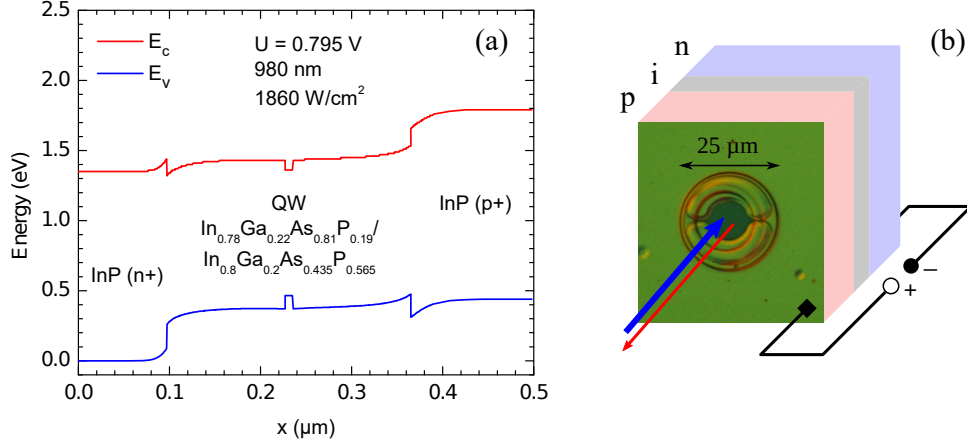 (a)
E_c
E_v
U = 0.795 V
980 nm
1860 W/cm²
QW
In₀.₇₈Ga₀.₂₂As₀.₈₁P₀.₁₉/
In₀.₈Ga₀.₂As₀.₄₃₅P₀.₅₆₅
InP (n+)
InP (p+)
Energy (eV)
2.5
2.0
1.5
1.0
0.5
0.0
0.0
0.1
0.2
0.3
0.4
0.5
x (μm)
(b)
n
i
p
25 μm
−
+